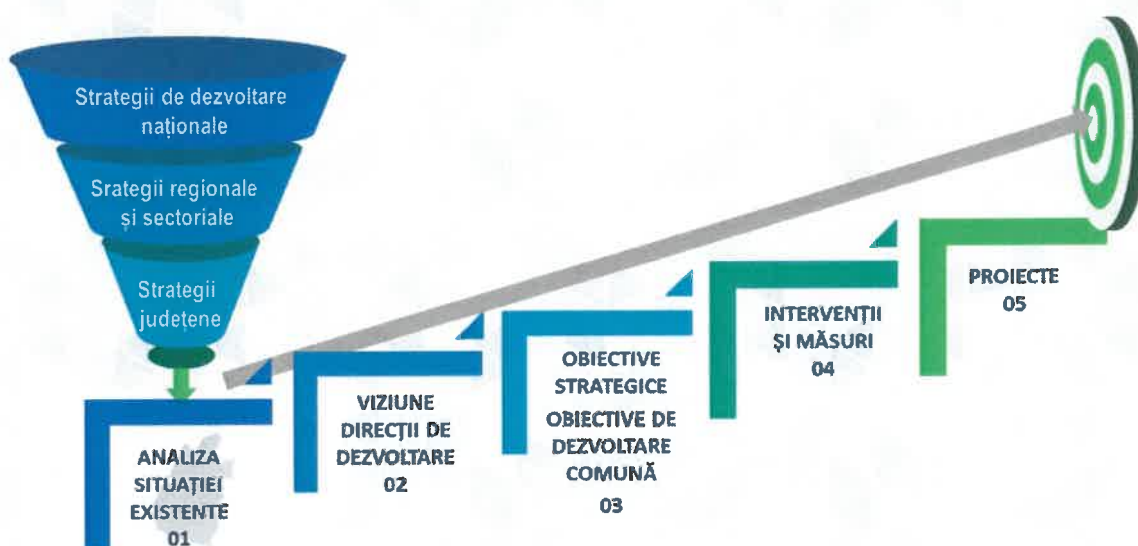 Strategii de dezvoltare
naționale
Srategii regionale
și sectoriale
Strategii
județene
ANALIZA
SITUAȚIEI
EXISTENTE
01
VIZIUNE
DIRECȚII DE
DEZVOLTARE
02
OBIECTIVE
STRATEGICE
OBIECTIVE DE
DEZVOLTARE
COMUNĂ
03
INTERVENȚII
ȘI MĂSURI
04
PROIECTE
05